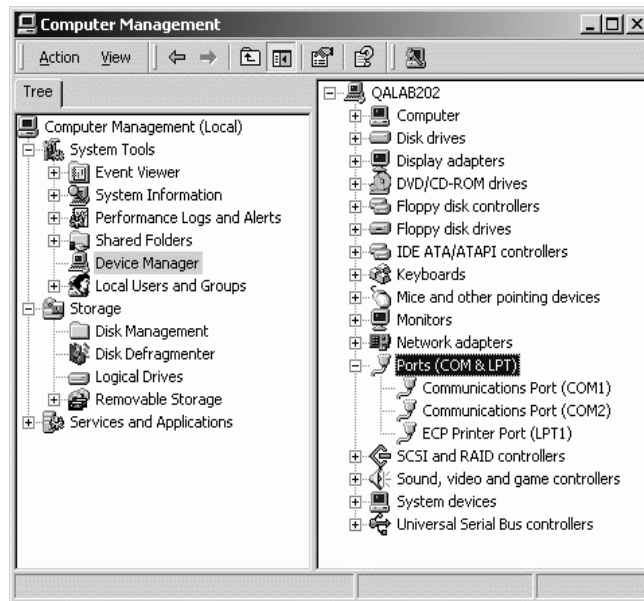 Computer Management
Action View
Tree
Computer Management (Local)
System Tools
Event Viewer
System Information
Performance Logs and Alerts
Shared Folders
Device Manager
Local Users and Groups
Storage
Disk Management
Disk Defragmenter
Logical Drives
Removable Storage
Services and Applications
QALAB202
Computer
Disk drives
Display adapters
DVD/CD-ROM drives
Floppy disk controllers
Floppy disk drives
IDE ATA/ATAPI controllers
Keyboards
Mice and other pointing devices
Monitors
Network adapters
Ports (COM & LPT)
Communications Port (COM1)
Communications Port (COM2)
ECP Printer Port (LPT1)
SCSI and RAID controllers
Sound, video and game controllers
System devices
Universal Serial Bus controllers